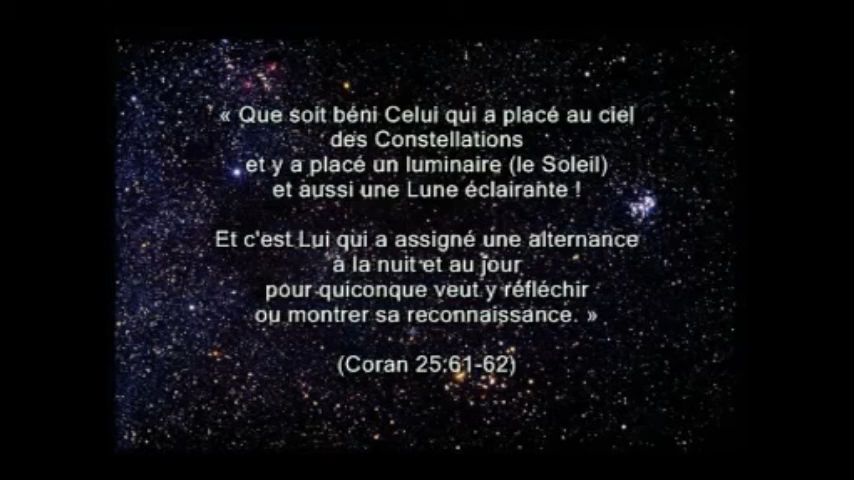 « Que soit béni Celui qui a placé au ciel
des Constellations
et y a placé un luminaire (le Soleil)
et aussi une Lune éclairante !
Et c'est Lui qui a assigné une alternance
à la nuit et au jour
pour quiconque veut y réfléchir
ou montrer sa reconnaissance. »
(Coran 25:61-62)